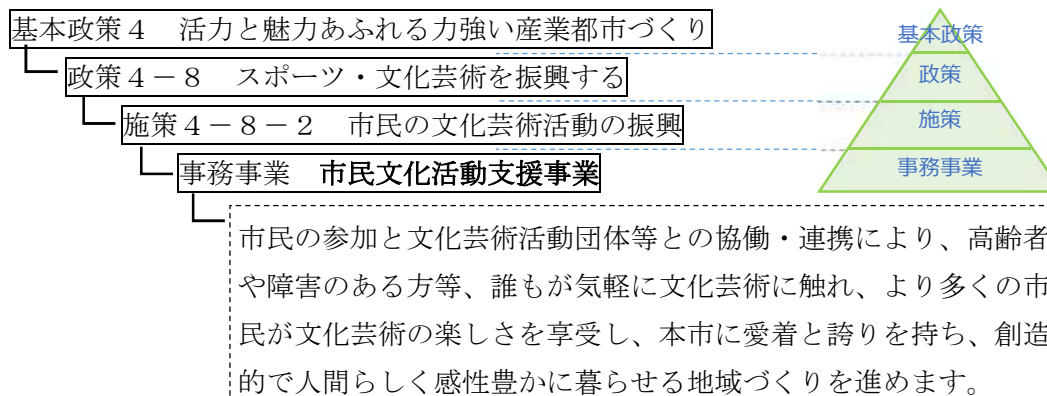 基本政策４　活力と魅力あふれる力強い産業都市づくり
政策４－８　スポーツ・文化芸術を振興する
施策４－８－２　市民の文化芸術活動の振興
事務事業　市民文化活動支援事業
市民の参加と文化芸術活動団体等との協働・連携により、高齢者
や障害のある方等、誰もが気軽に文化芸術に触れ、より多くの市
民が文化芸術の楽しさを享受し、本市に愛着と誇りを持ち、創造
的で人間らしく感性豊かに暮らせる地域づくりを進めます。
基本政策
政策
施策
事務事業